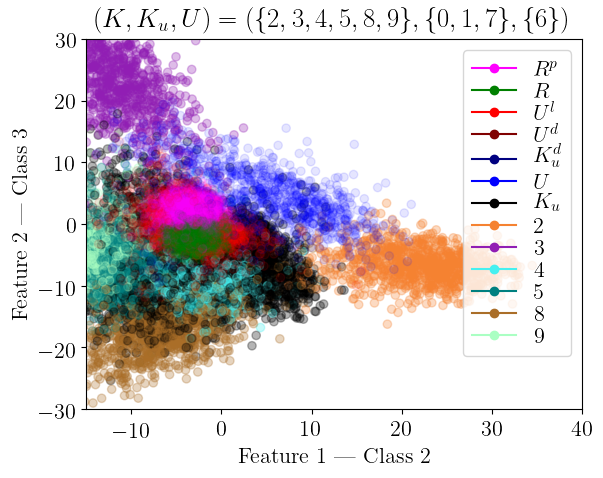 (K, K_u, U) = ({2, 3, 4, 5, 8, 9}, {0, 1, 7}, {6})
30
20
10
0
−10
−20
−30
Feature 2 — Class 3
−10
0
10
20
30
40
Feature 1 — Class 2
R^p
R
U^l
U^d
K_u^d
U
K_u
2
3
4
5
8
9